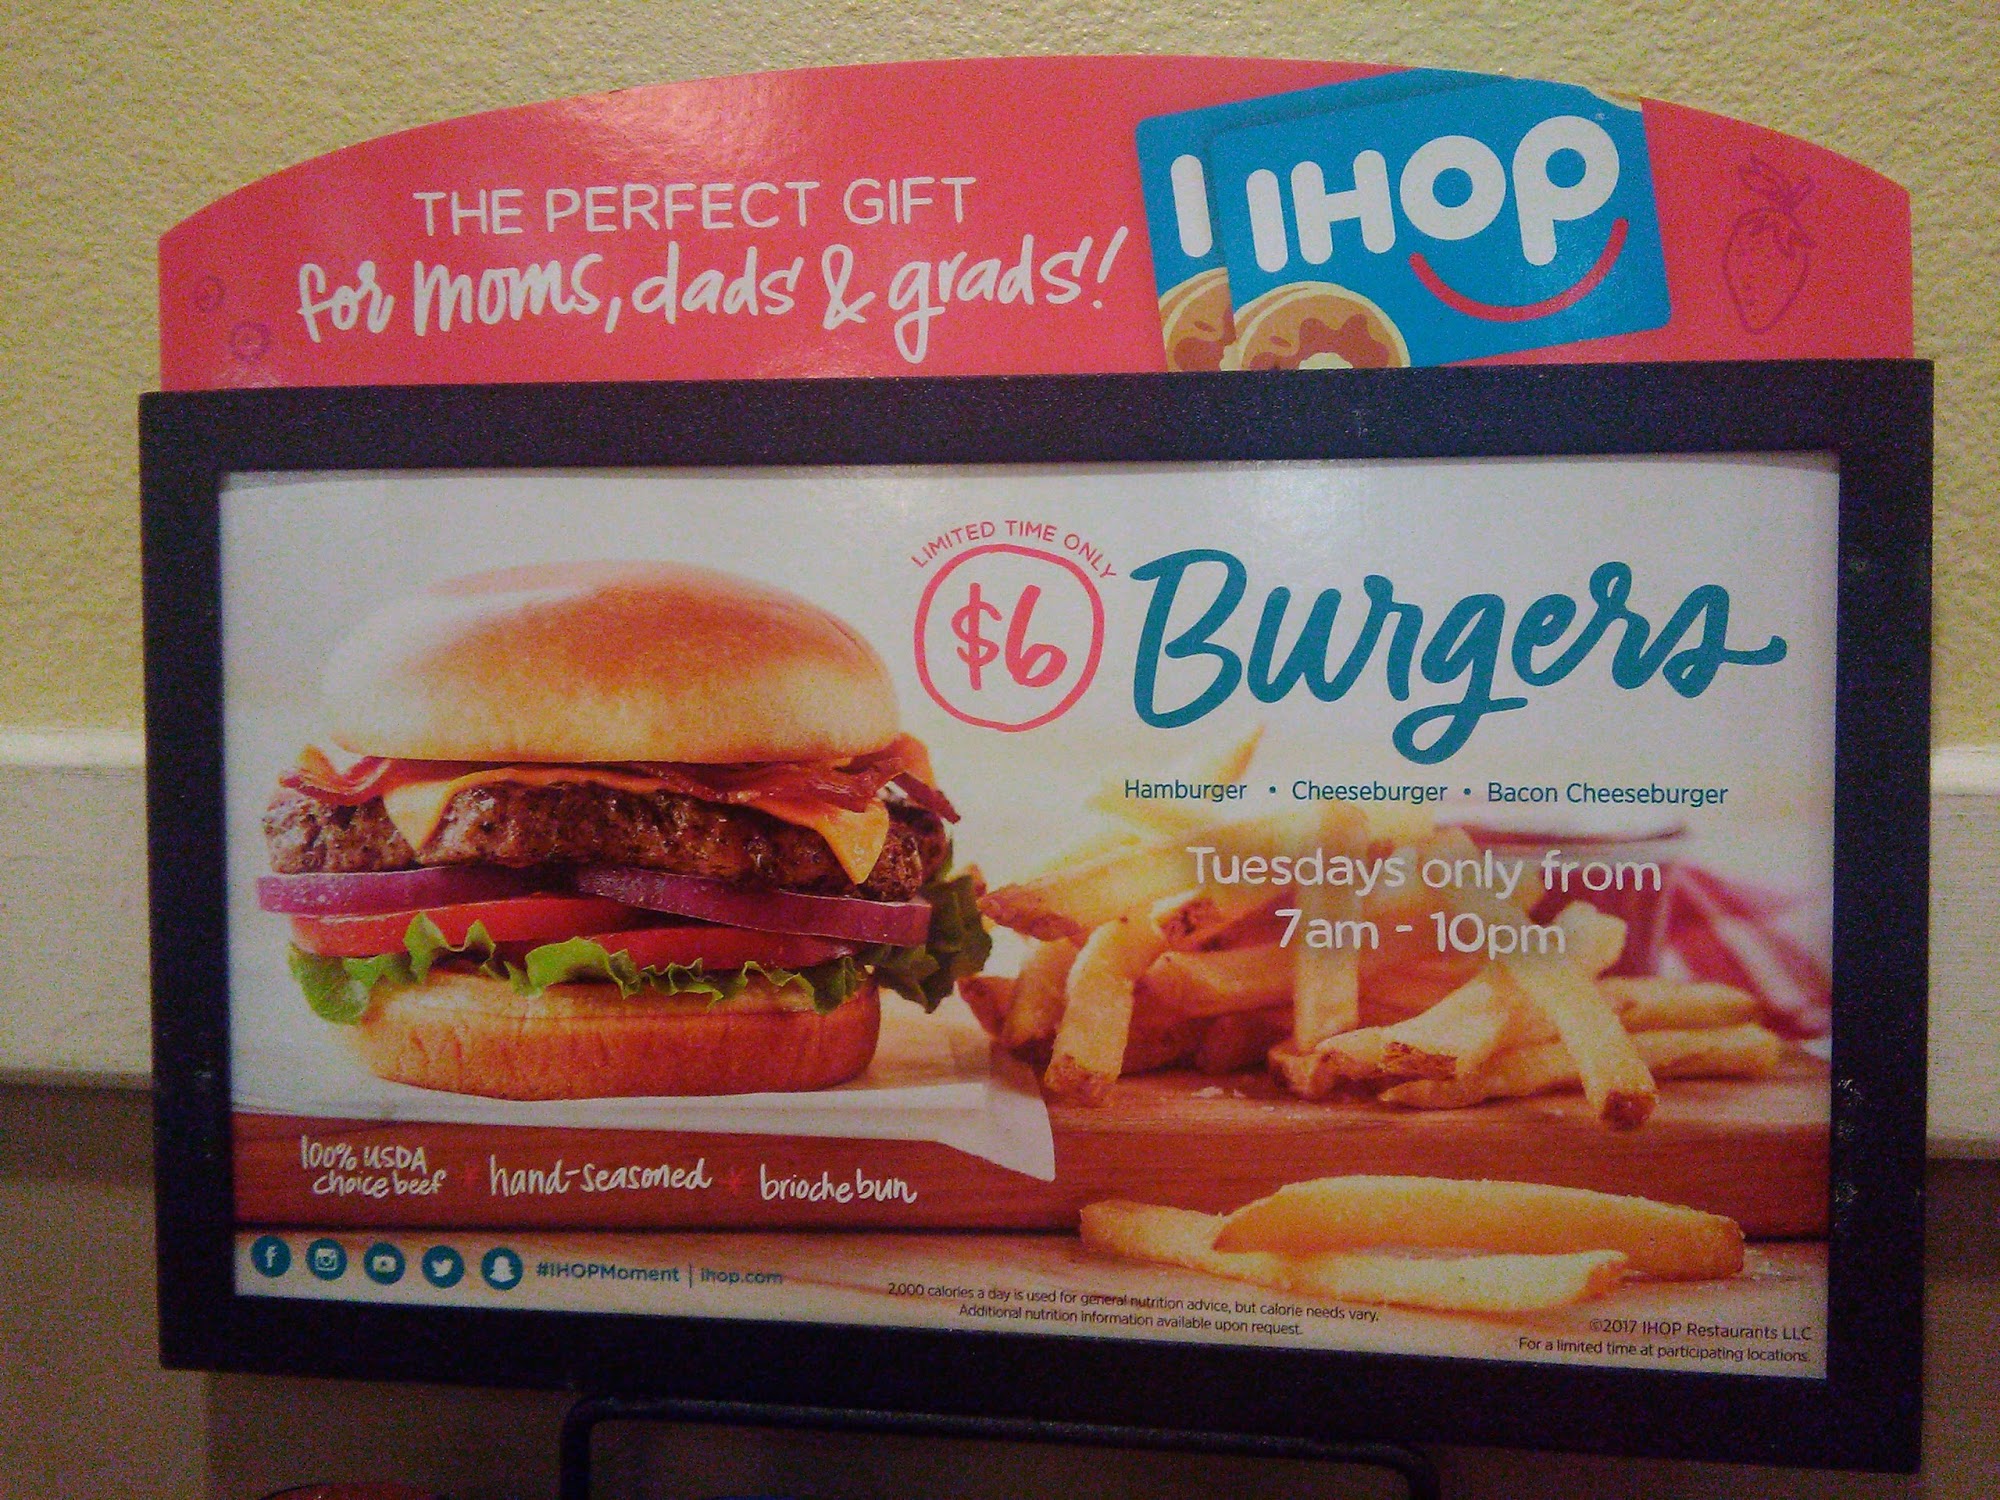 THE PERFECT GIFT
for moms, dads & grads!
I
IHOP
LIMITED TIME ONLY
$6
Burgers
Hamburger • Cheeseburger • Bacon Cheeseburger
Tuesdays only from
7am - 10pm
100% USDA
choice beef
hand-seasoned
brioche bun
#IHOPMoment | ihop.com
2,000 calories a day is used for general nutrition advice, but calorie needs vary.
Additional nutrition information available upon request.
©2017 IHOP Restaurants LLC
For a limited time at participating locations.